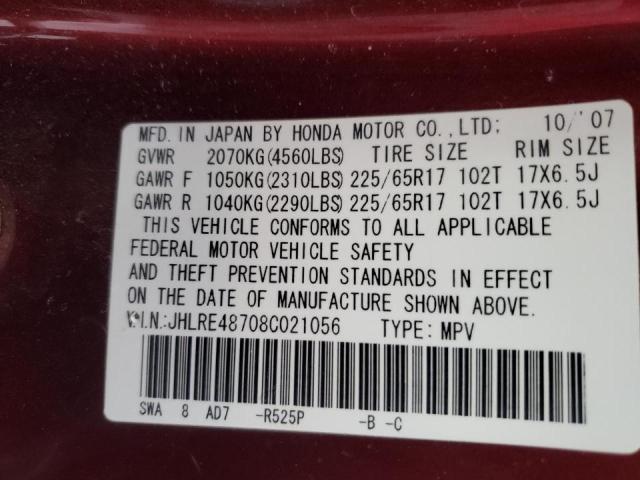 MFD. IN JAPAN BY HONDA MOTOR CO.,LTD; 10/'07
GVWR 2070KG(4560LBS) TIRE SIZE RIM SIZE
GAWR F 1050KG(2310LBS) 225/65R17 102T 17X6.5J
GAWR R 1040KG(2290LBS) 225/65R17 102T 17X6.5J
THIS VEHICLE CONFORMS TO ALL APPLICABLE
FEDERAL MOTOR VEHICLE SAFETY
AND THEFT PREVENTION STANDARDS IN EFFECT
ON THE DATE OF MANUFACTURE SHOWN ABOVE.
V.I.N.:JHLRE48708C021056 TYPE: MPV
SWA 8 AD7 -R525P -B -C